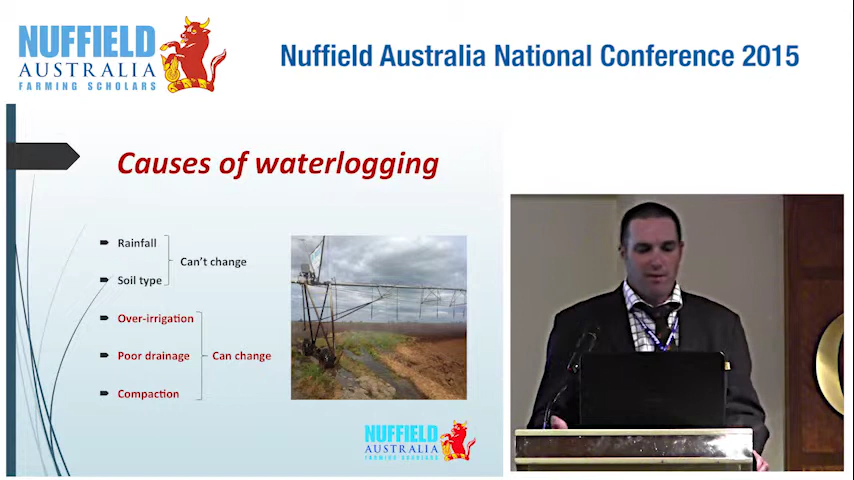 NUFFIELD
AUSTRALIA
FARMING SCHOLARS
Nuffield Australia National Conference 2015
Causes of waterlogging
Rainfall
Can't change
Soil type
Over-irrigation
Poor drainage
Can change
Compaction
NUFFIELD
AUSTRALIA
FARMING SCHOLARS